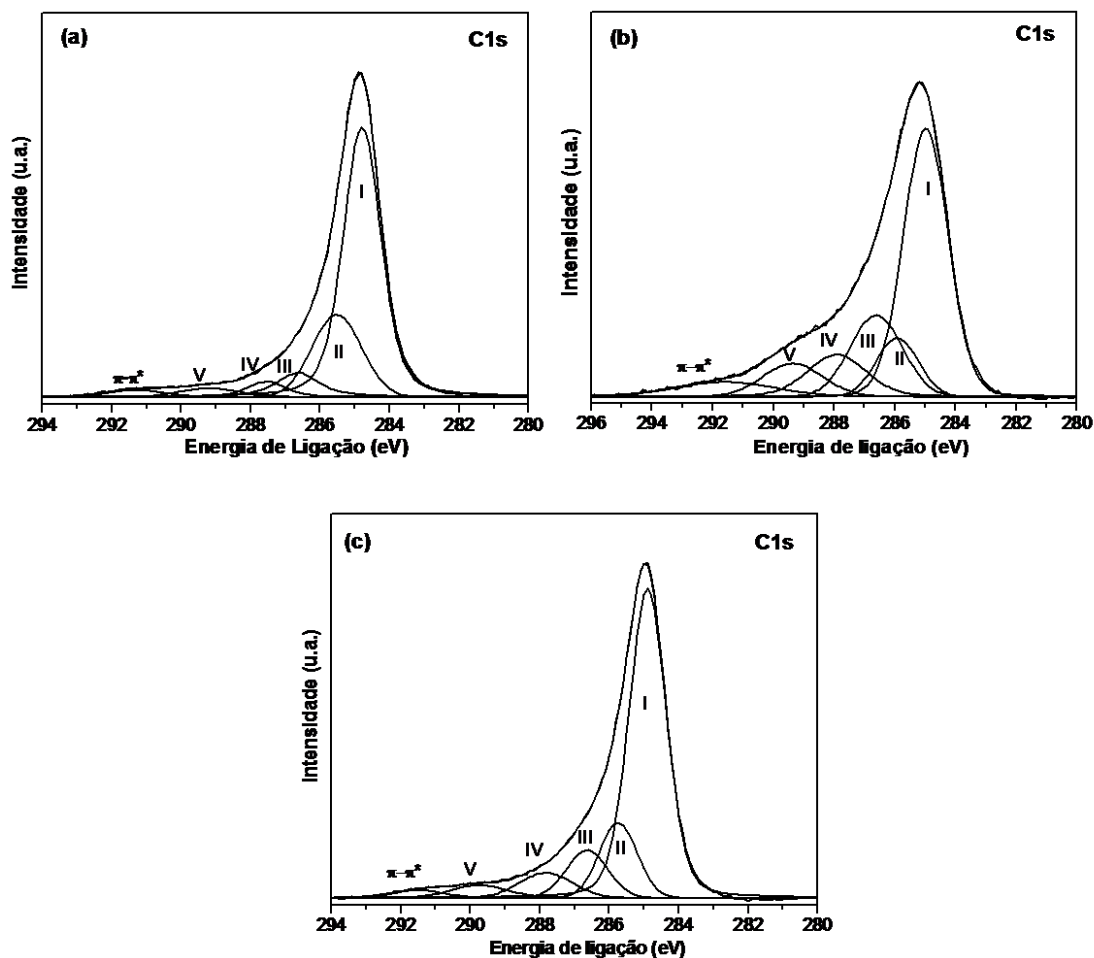 (a)
C1s
Intensidade (u.a.)
I
II
III
IV
V
π-π*
294 292 290 288 286 284 282 280
Energia de Ligação (eV)
(b)
C1s
Intensidade (u.a.)
I
II
III
IV
V
π-π*
296 294 292 290 288 286 284 282 280
Energia de ligação (eV)
(c)
C1s
Intensidade (u.a.)
I
II
III
IV
V
π-π*
294 292 290 288 286 284 282 280
Energia de ligação (eV)